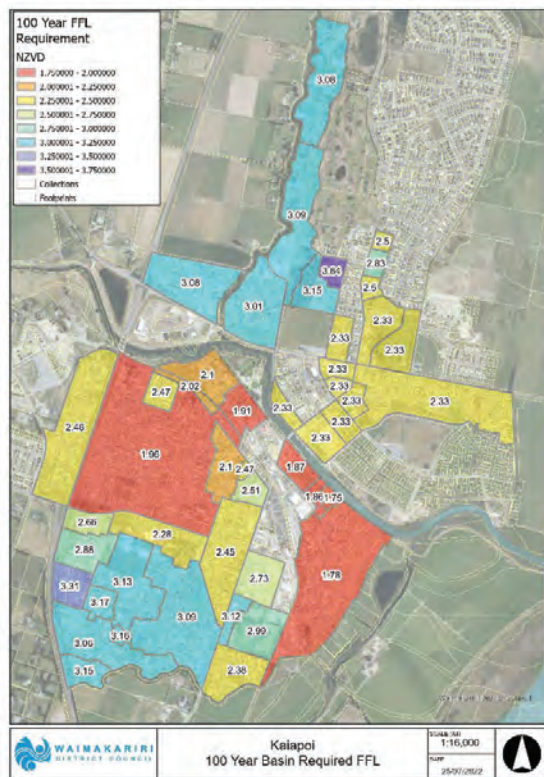 100 Year FFL
Requirement
NZVD
1.750000 - 2.000000
2.000001 - 2.250000
2.250001 - 2.500000
2.500001 - 2.750000
2.750001 - 3.000000
3.000001 - 3.250000
3.250001 - 3.500000
3.500001 - 3.750000
Collections
Footprints
3.08
3.09
2.5
2.83
3.64
3.08
3.01
3.15
2.5
2.33
2.33
2.33
2.33
2.33
2.33
2.33
2.33
2.33
2.1
2.02
2.47
1.91
2.46
1.96
2.1
2.47
2.51
1.87
1.86
1.75
2.66
2.28
2.45
2.88
3.31
3.13
3.17
3.09
2.73
1.78
3.12
2.99
3.16
3.06
3.15
2.38
WAIMAKARIRI
DISTRICT COUNCIL
Kaiapoi
100 Year Basin Required FFL
1:16,000
DATE
25/07/2022